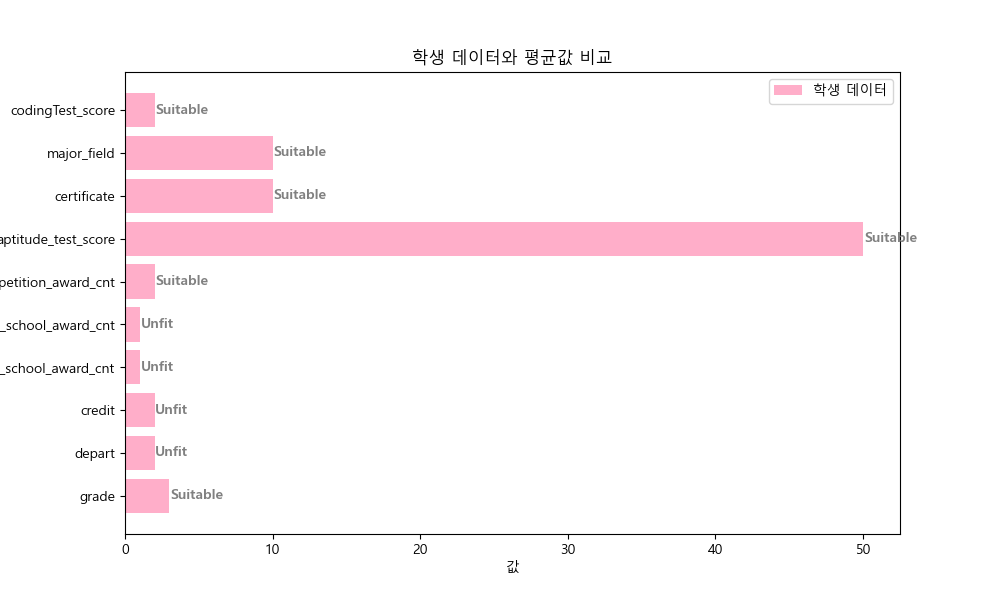 학생 데이터와 평균값 비교
학생 데이터
codingTest_score Suitable
major_field Suitable
certificate Suitable
aptitude_test_score Suitable
petition_award_cnt Suitable
_school_award_cnt Unfit
_school_award_cnt Unfit
credit Unfit
depart Unfit
grade Suitable
0 10 20 30 40 50
값